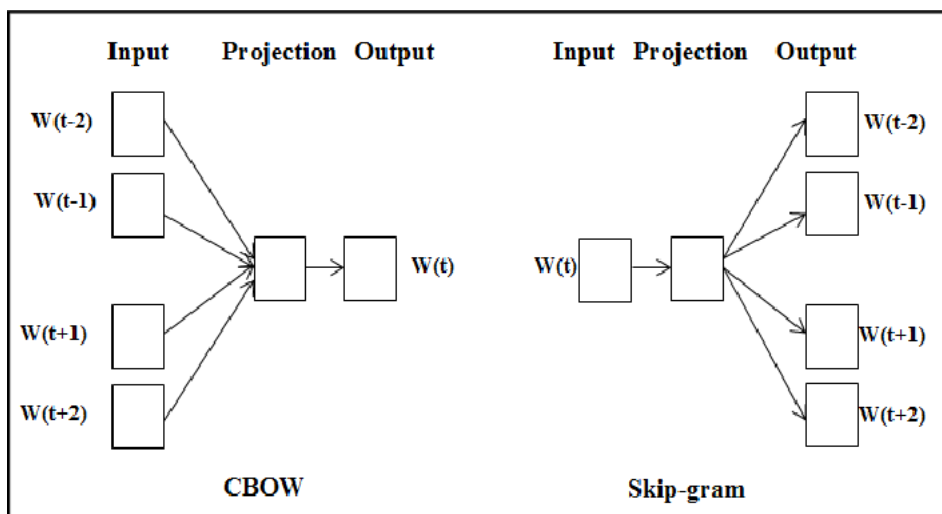 Input Projection Output
W(t-2)
W(t-1)
W(t)
W(t+1)
W(t+2)
CBOW
Input Projection Output
W(t-2)
W(t-1)
W(t)
W(t+1)
W(t+2)
Skip-gram